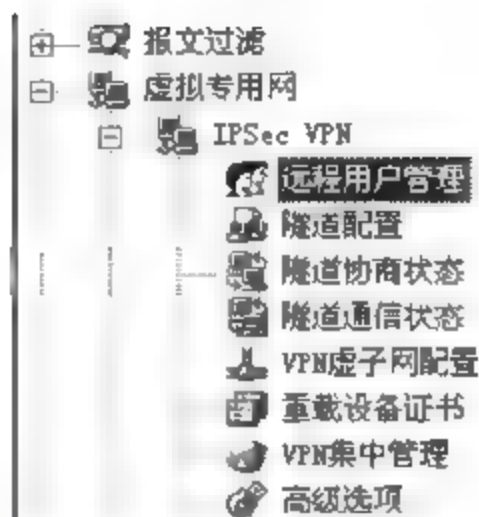 报文过滤
虚拟专用网
IPSec VPN
远程用户管理
隧道配置
隧道协商状态
隧道通信状态
VPN虚子网配置
重载设备证书
VPN集中管理
高级选项